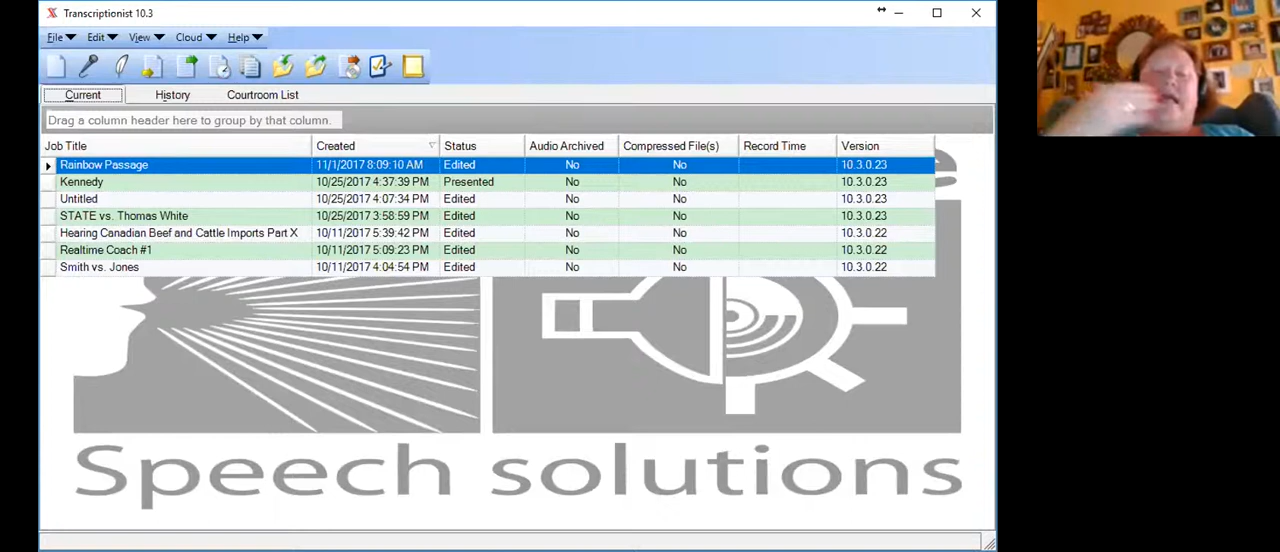 Transcriptionist 10.3
File Edit View Cloud Help
Current History Courtroom List
Drag a column header here to group by that column.
Job Title Created Status Audio Archived Compressed File(s) Record Time Version
Rainbow Passage 11/1/2017 8:09:10 AM Edited No No 10.3.0.23
Kennedy 10/25/2017 4:37:39 PM Presented No No 10.3.0.23
Untitled 10/25/2017 4:07:34 PM Edited No No 10.3.0.23
STATE vs. Thomas White 10/25/2017 3:58:59 PM Edited No No 10.3.0.23
Hearing Canadian Beef and Cattle Imports Part X 10/11/2017 5:39:42 PM Edited No No 10.3.0.22
Realtime Coach #1 10/11/2017 5:09:23 PM Edited No No 10.3.0.22
Smith vs. Jones 10/11/2017 4:04:54 PM Edited No No 10.3.0.22
Speech solutions